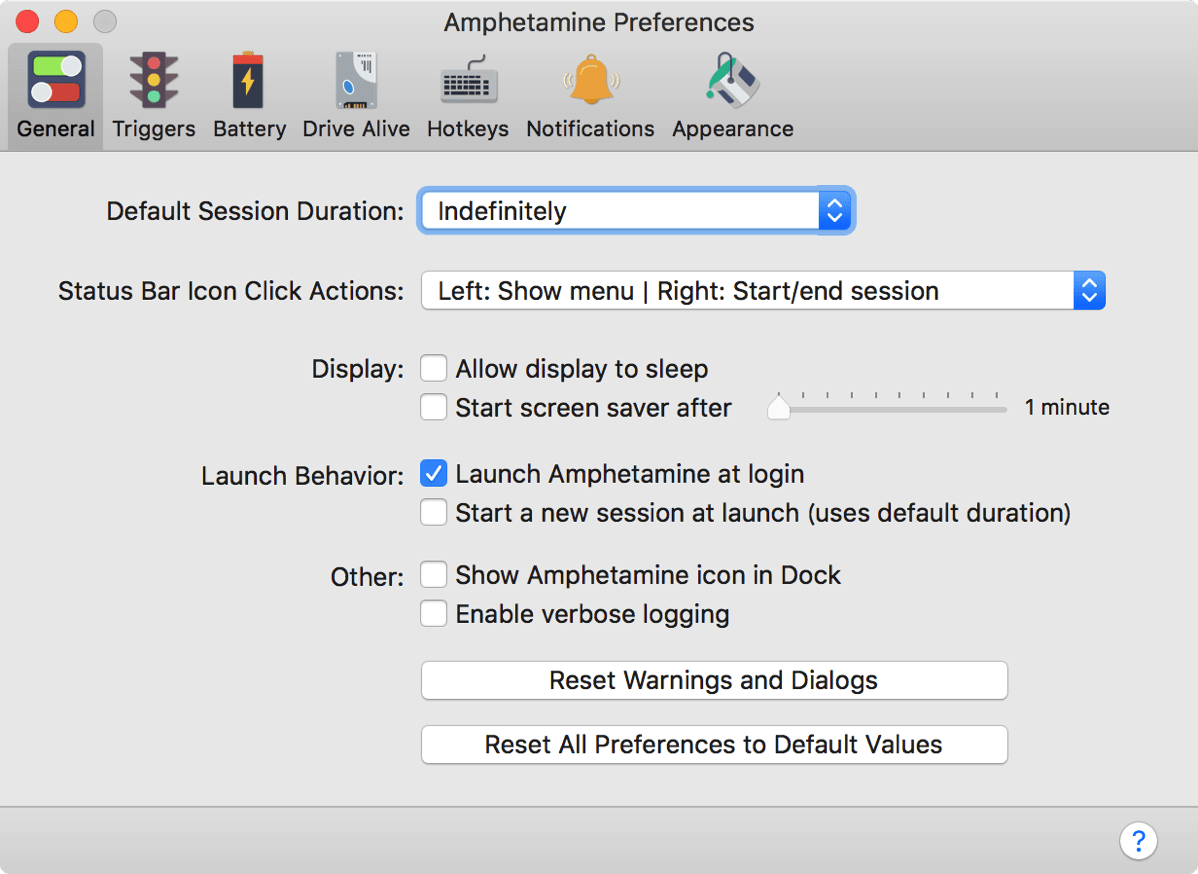 Amphetamine Preferences
General Triggers Battery Drive Alive Hotkeys Notifications Appearance
Default Session Duration: Indefinitely
Status Bar Icon Click Actions: Left: Show menu | Right: Start/end session
Display: Allow display to sleep
Start screen saver after 1 minute
Launch Behavior: Launch Amphetamine at login
Start a new session at launch (uses default duration)
Other: Show Amphetamine icon in Dock
Enable verbose logging
Reset Warnings and Dialogs
Reset All Preferences to Default Values
?